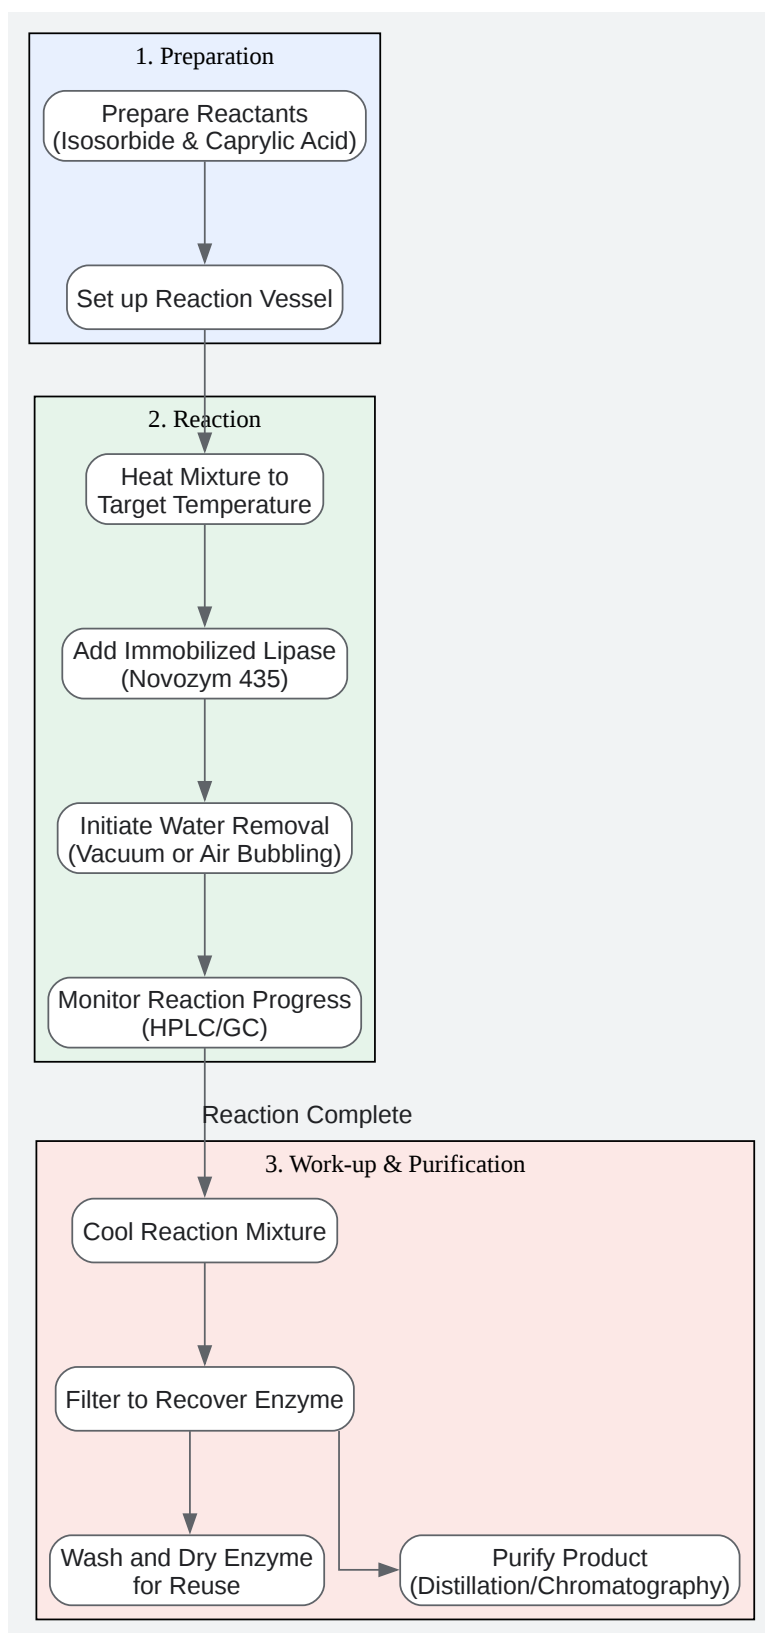 1. Preparation
Prepare Reactants
(Isosorbide & Caprylic Acid)
Set up Reaction Vessel
2. Reaction
Heat Mixture to
Target Temperature
Add Immobilized Lipase
(Novozym 435)
Initiate Water Removal
(Vacuum or Air Bubbling)
Monitor Reaction Progress
(HPLC/GC)
Reaction Complete
3. Work-up & Purification
Cool Reaction Mixture
Filter to Recover Enzyme
Wash and Dry Enzyme
for Reuse
Purify Product
(Distillation/Chromatography)